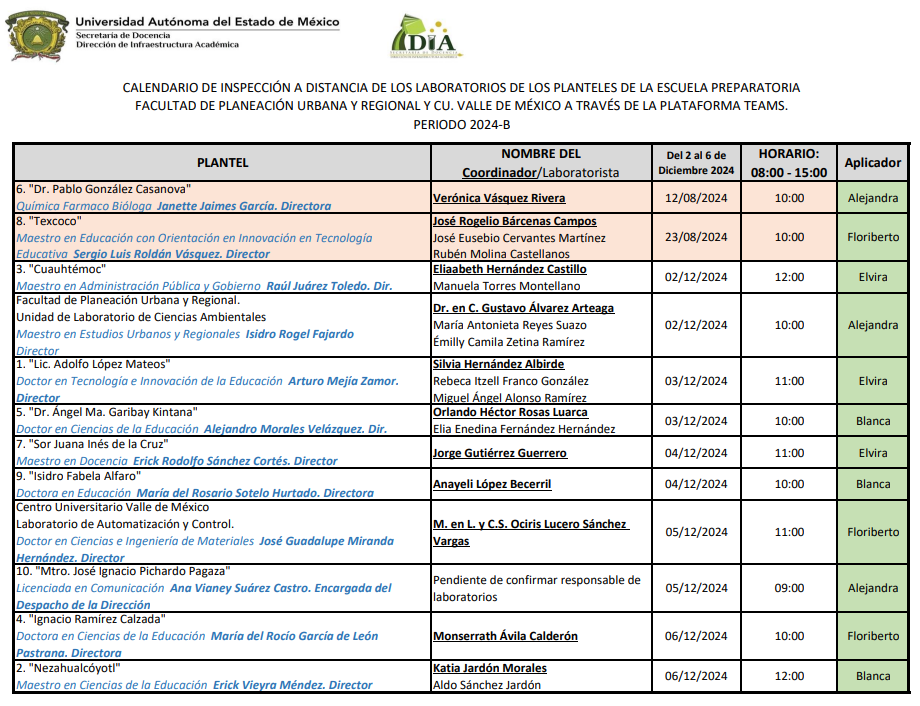 Universidad Autónoma del Estado de México
Secretaría de Docencia
Dirección de Infraestructura Académica
DIA
CALENDARIO DE INSPECCIÓN A DISTANCIA DE LOS LABORATORIOS DE LOS PLANTELES DE LA ESCUELA PREPARATORIA
FACULTAD DE PLANEACIÓN URBANA Y REGIONAL Y CU. VALLE DE MÉXICO A TRAVÉS DE LA PLATAFORMA TEAMS.
PERIODO 2024-B
PLANTEL
NOMBRE DEL
Coordinador/Laboratorista
Del 2 al 6 de
Diciembre 2024
HORARIO:
08:00 - 15:00
Aplicador
6. "Dr. Pablo González Casanova"
Química Farmaco Bióloga Janette Jaimes García. Directora
Verónica Vásquez Rivera
12/08/2024
10:00
Alejandra
8. "Texcoco"
Maestro en Educación con Orientación en Innovación en Tecnología
Educativa Sergio Luis Roldán Vásquez. Director
José Rogelio Bárcenas Campos
José Eusebio Cervantes Martínez
Rubén Molina Castellanos
23/08/2024
10:00
Floriberto
3. "Cuauhtémoc"
Maestro en Administración Pública y Gobierno Raúl Juárez Toledo. Dir.
Eliaabeth Hernández Castillo
Manuela Torres Montellano
02/12/2024
12:00
Elvira
Facultad de Planeación Urbana y Regional.
Unidad de Laboratorio de Ciencias Ambientales
Maestro en Estudios Urbanos y Regionales Isidro Rogel Fajardo
Director
Dr. en C. Gustavo Álvarez Arteaga
María Antonieta Reyes Suazo
Émilly Camila Zetina Ramírez
02/12/2024
10:00
Alejandra
1. "Lic. Adolfo López Mateos"
Doctor en Tecnología e Innovación de la Educación Arturo Mejía Zamor.
Director
Silvia Hernández Albirde
Rebeca Itzell Franco González
Miguel Ángel Alonso Ramírez
03/12/2024
11:00
Elvira
5. "Dr. Ángel Ma. Garibay Kintana"
Doctor en Ciencias de la Educación Alejandro Morales Velázquez. Dir.
Orlando Héctor Rosas Luarca
Elia Enedina Fernández Hernández
03/12/2024
10:00
Blanca
7. "Sor Juana Inés de la Cruz"
Maestro en Docencia Erick Rodolfo Sánchez Cortés. Director
Jorge Gutiérrez Guerrero
04/12/2024
11:00
Elvira
9. "Isidro Fabela Alfaro"
Doctora en Educación María del Rosario Sotelo Hurtado. Directora
Anayeli López Becerril
04/12/2024
10:00
Blanca
Centro Universitario Valle de México
Laboratorio de Automatización y Control.
Doctor en Ciencias e Ingeniería de Materiales José Guadalupe Miranda
Hernández. Director
M. en L. y C.S. Ociris Lucero Sánchez
Vargas
05/12/2024
11:00
Floriberto
10. "Mtro. José Ignacio Pichardo Pagaza"
Licenciada en Comunicación Ana Vianey Suárez Castro. Encargada del
Despacho de la Dirección
Pendiente de confirmar responsable de
laboratorios
05/12/2024
09:00
Alejandra
4. "Ignacio Ramírez Calzada"
Doctora en Ciencias de la Educación María del Rocío García de León
Pastrana. Directora
Monserrath Ávila Calderón
06/12/2024
10:00
Floriberto
2. "Nezahualcóyotl"
Maestro en Ciencias de la Educación Erick Vieyra Méndez. Director
Katia Jardón Morales
Aldo Sánchez Jardón
06/12/2024
12:00
Blanca